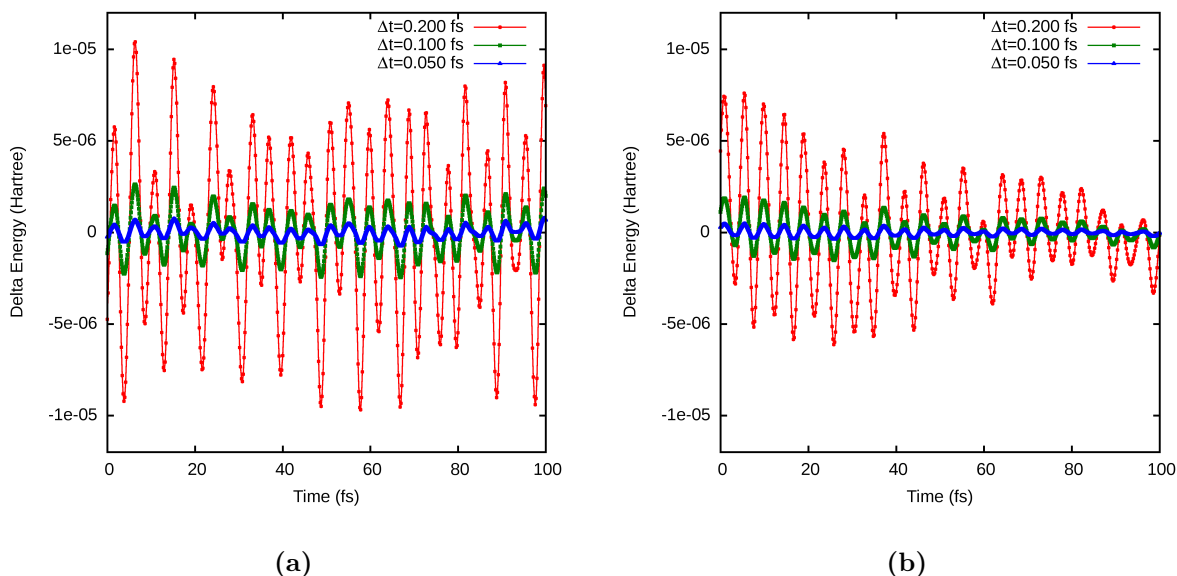 Δt=0.200 fs
Δt=0.100 fs
Δt=0.050 fs
1e-05
5e-06
0
-5e-06
-1e-05
Delta Energy (Hartree)
0 20 40 60 80 100
Time (fs)
(a)
Δt=0.200 fs
Δt=0.100 fs
Δt=0.050 fs
1e-05
5e-06
0
-5e-06
-1e-05
Delta Energy (Hartree)
0 20 40 60 80 100
Time (fs)
(b)